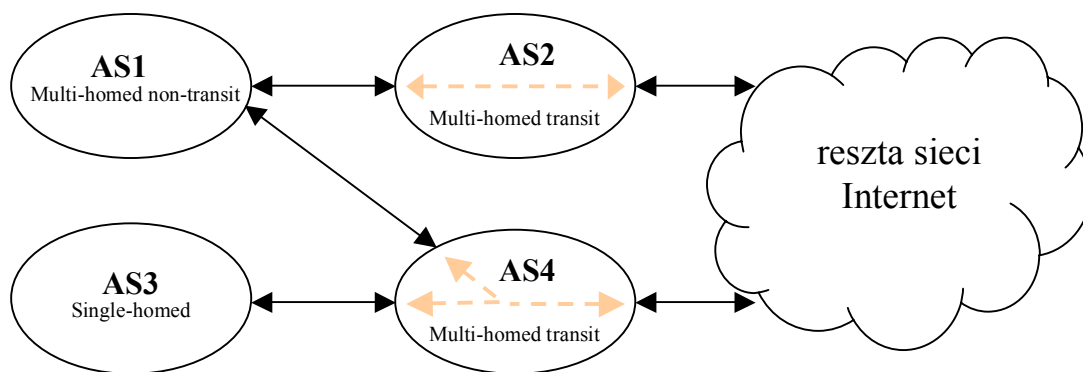 AS1
Multi-homed non-transit
AS2
Multi-homed transit
reszta sieci
Internet
AS3
Single-homed
AS4
Multi-homed transit